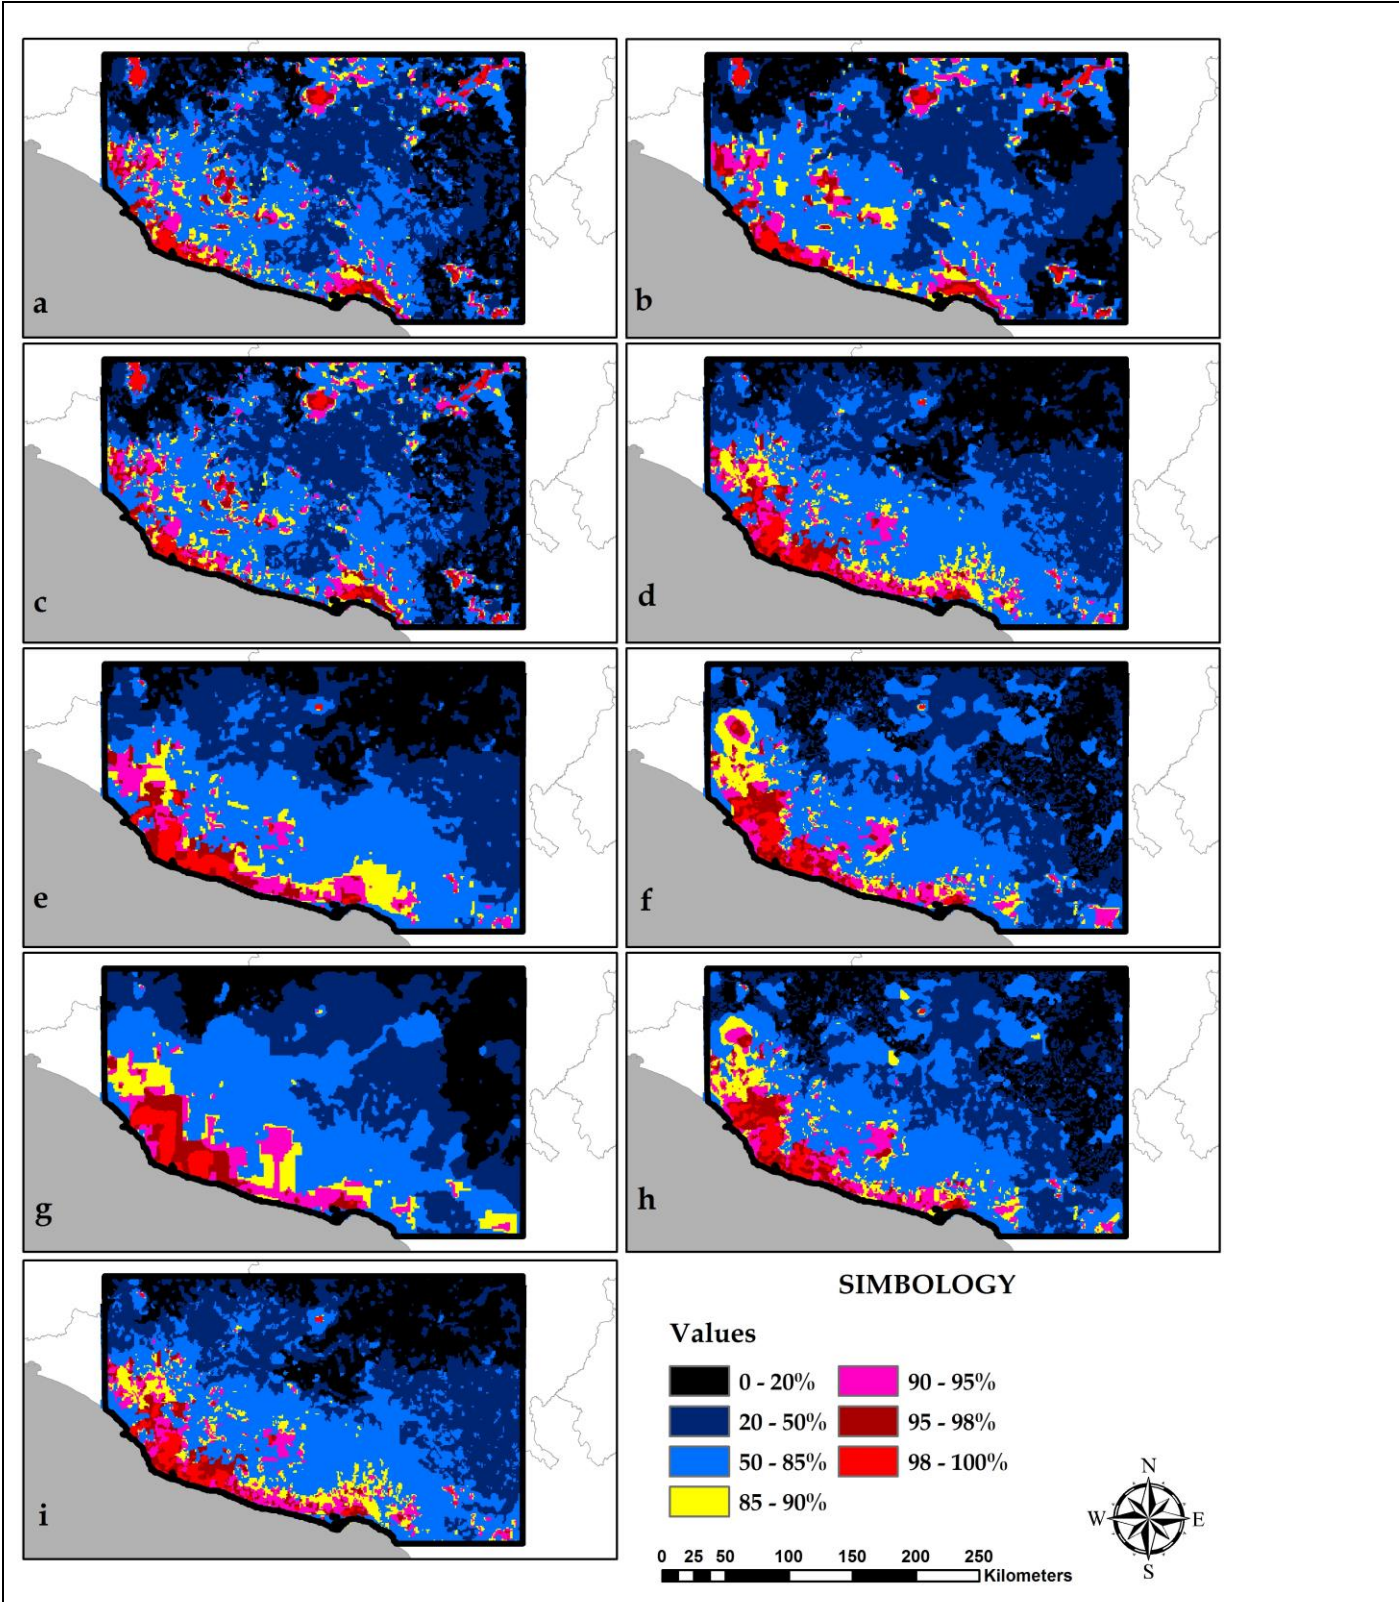 a
b
c
d
e
f
g
h
i
SIMBOLOGY
Values
0 - 20%
90 - 95%
20 - 50%
95 - 98%
50 - 85%
98 - 100%
85 - 90%
N
W E
S
0 25 50 100 150 200 250
Kilometers